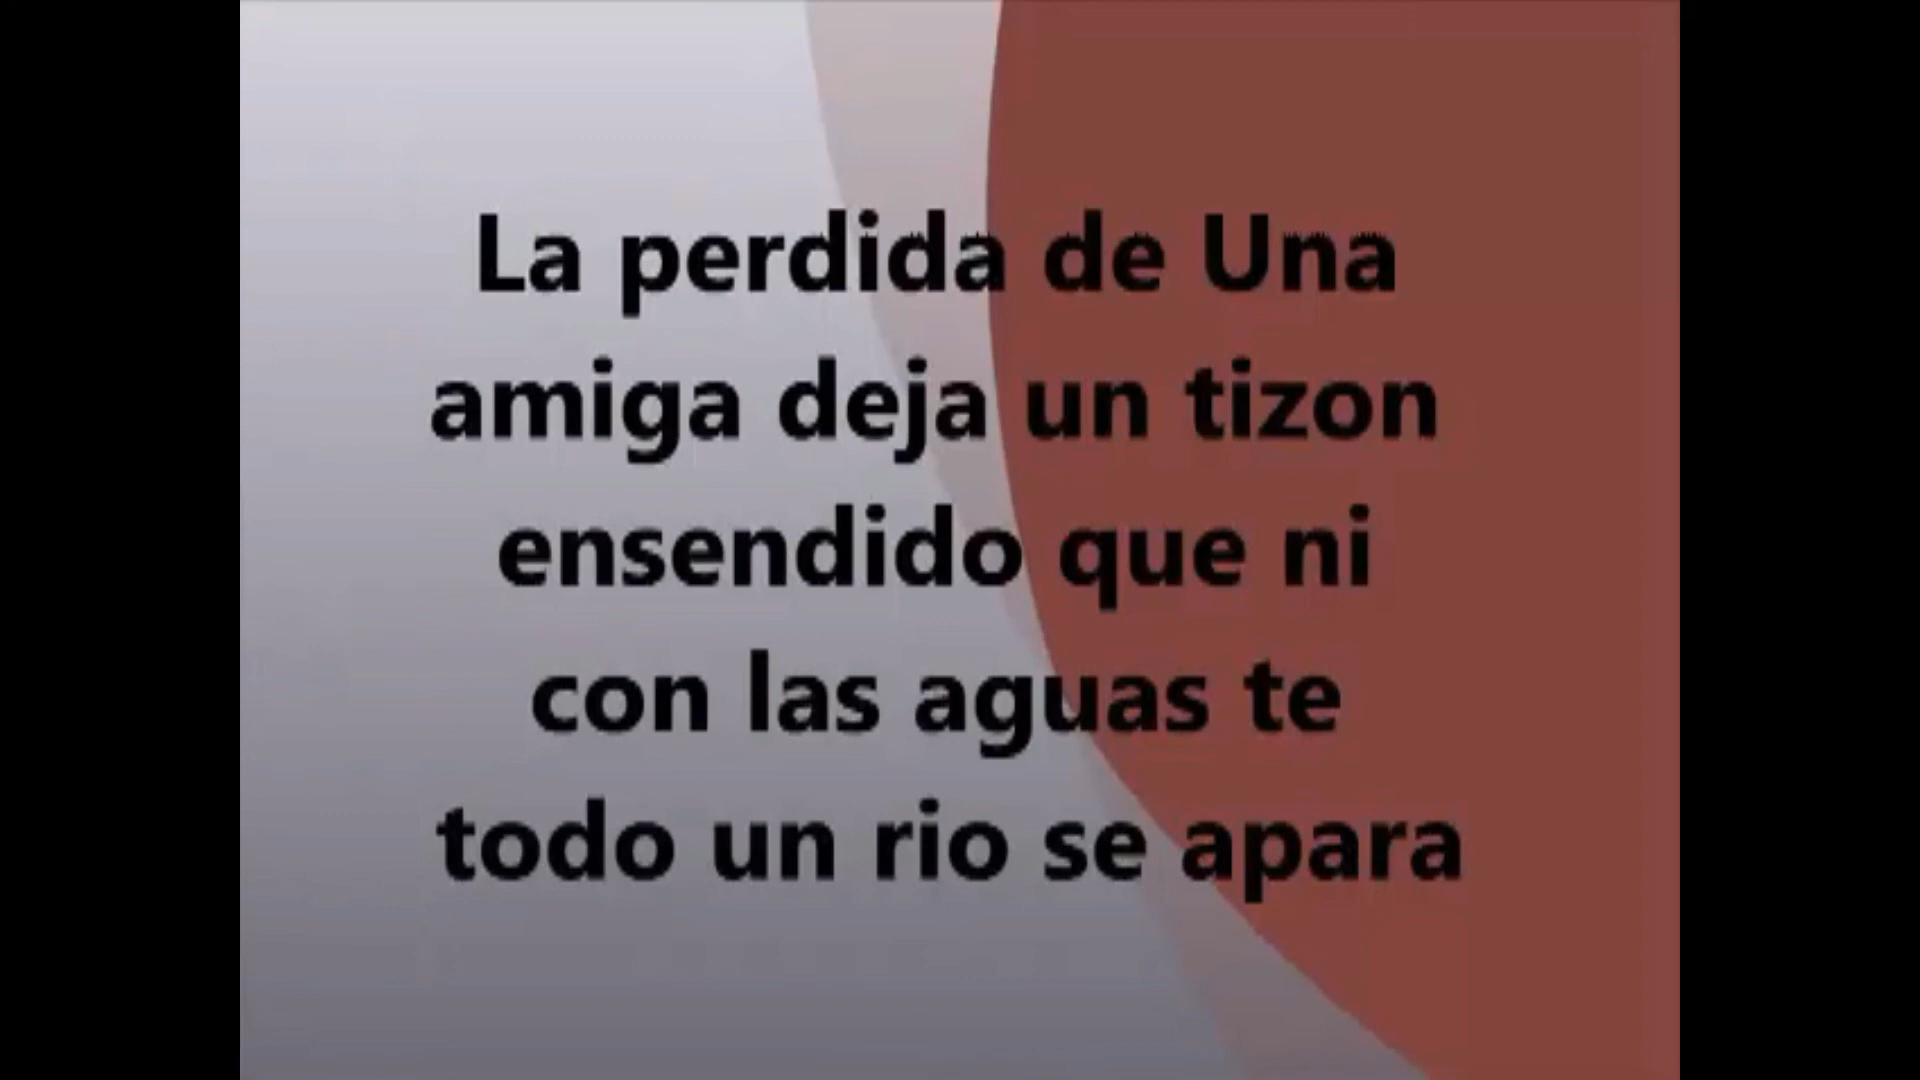 La perdida de Una
amiga deja un tizon
ensendido que ni
con las aguas te
todo un rio se apara